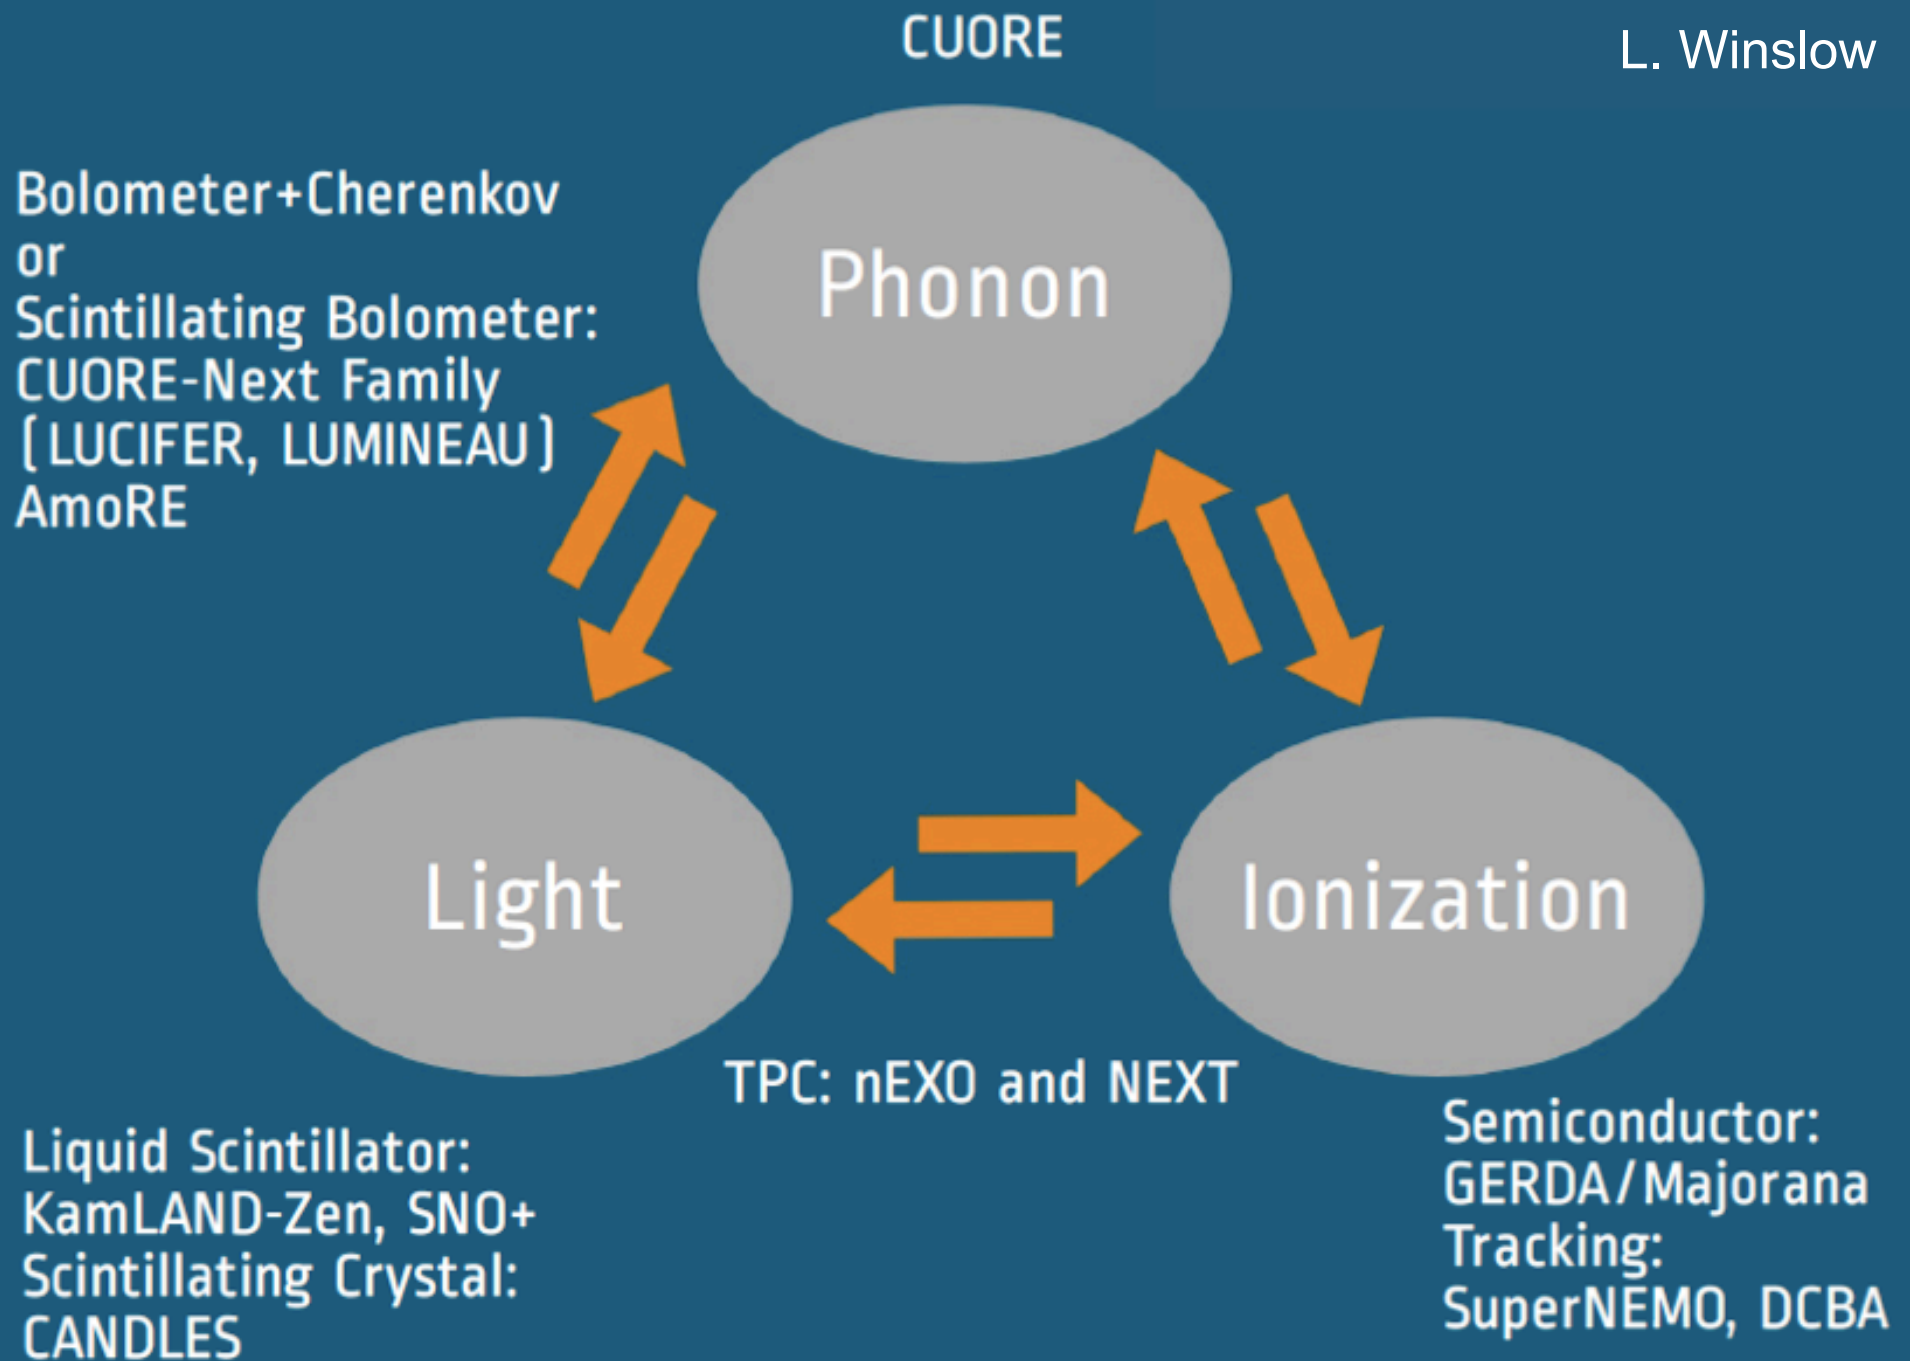 CUORE
L. Winslow
Bolometer+Cherenkov
or
Scintillating Bolometer:
CUORE-Next Family
(LUCIFER, LUMINEAU)
AmoRE
Phonon
Light
Ionization
TPC: nEXO and NEXT
Liquid Scintillator:
KamLAND-Zen, SNO+
Scintillating Crystal:
CANDLES
Semiconductor:
GERDA/Majorana
Tracking:
SuperNEMO, DCBA